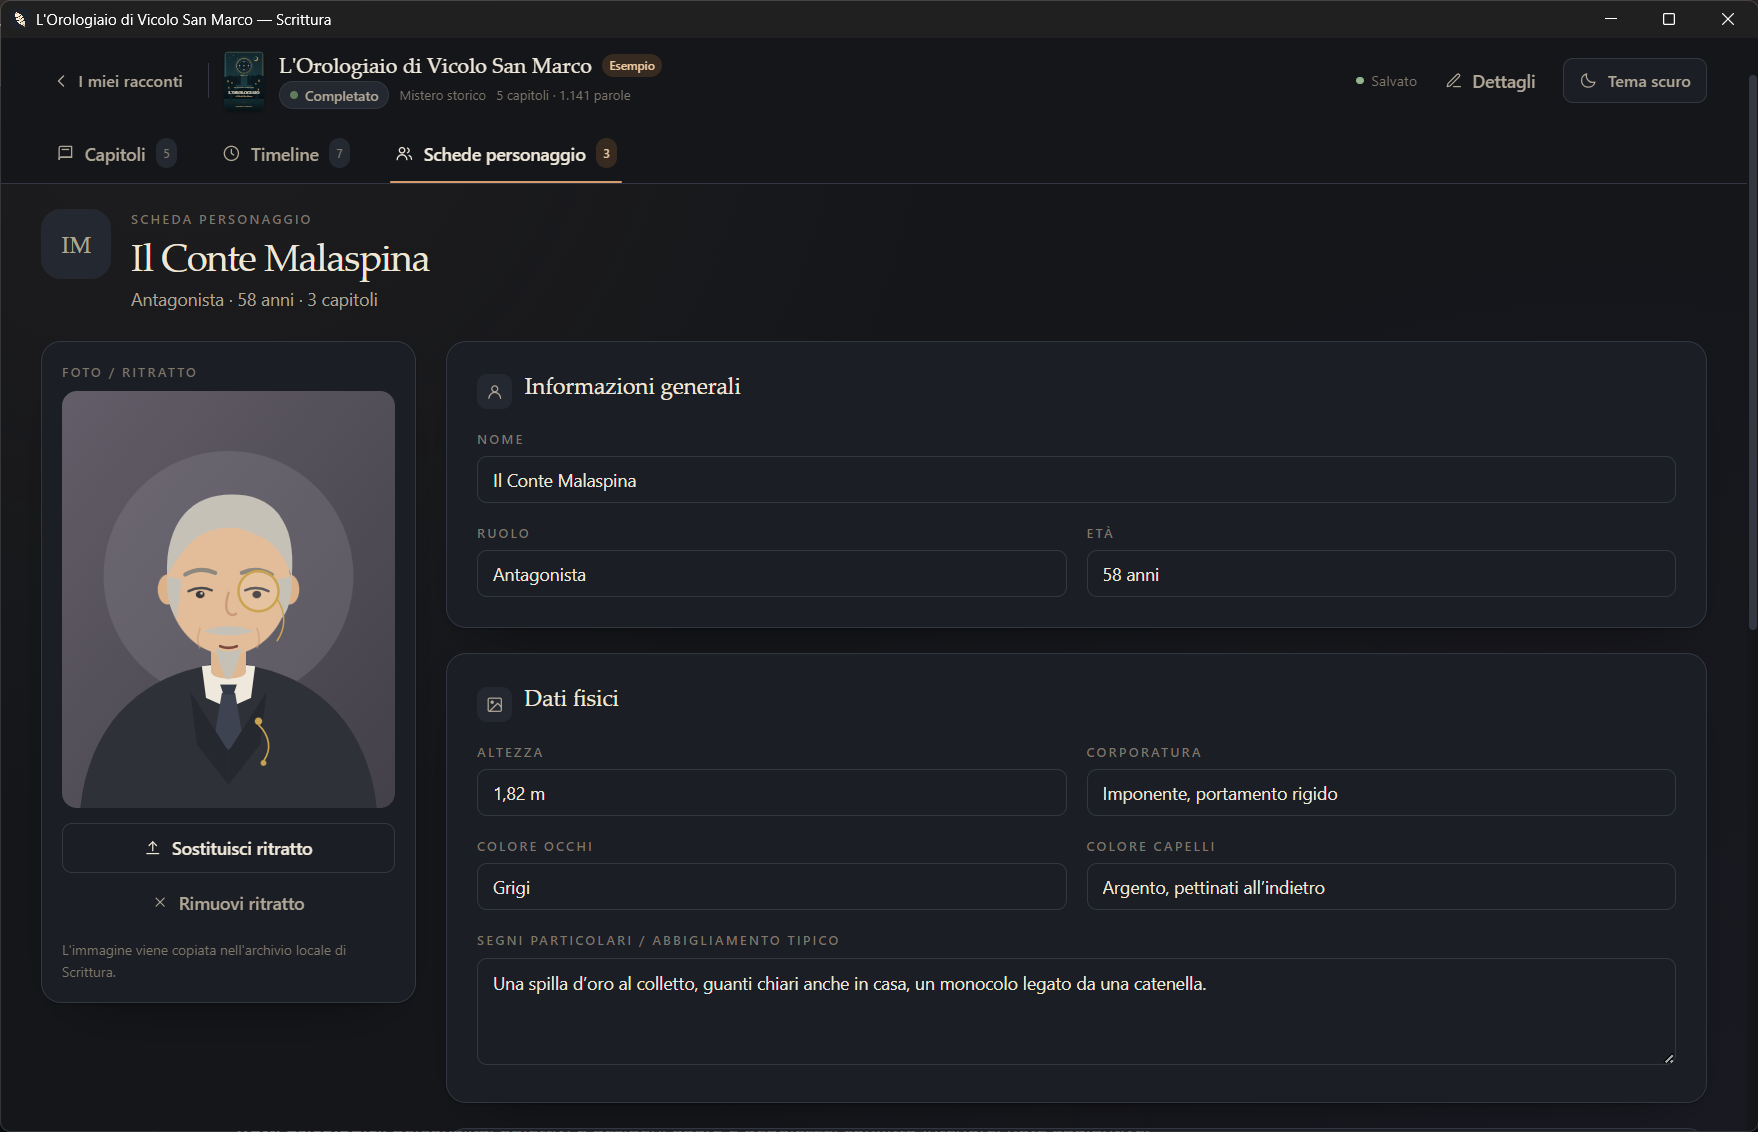 L'Orologiaio di Vicolo San Marco — Scrittura
I miei racconti
L'Orologiaio di Vicolo San Marco
Esempio
Completato
Mistero storico 5 capitoli · 1.141 parole
Salvato
Dettagli
Tema scuro
Capitoli 5
Timeline 7
Schede personaggio 3
IM
SCHEDA PERSONAGGIO
Il Conte Malaspina
Antagonista · 58 anni · 3 capitoli
FOTO / RITRATTO
Sostituisci ritratto
Rimuovi ritratto
L'immagine viene copiata nell'archivio locale di
Scrittura.
Informazioni generali
NOME
Il Conte Malaspina
RUOLO
Antagonista
ETÀ
58 anni
Dati fisici
ALTEZZA
1,82 m
CORPORATURA
Imponente, portamento rigido
COLORE OCCHI
Grigi
COLORE CAPELLI
Argento, pettinati all’indietro
SEGNI PARTICOLARI / ABBIGLIAMENTO TIPICO
Una spilla d’oro al colletto, guanti chiari anche in casa, un monocolo legato da una catenella.